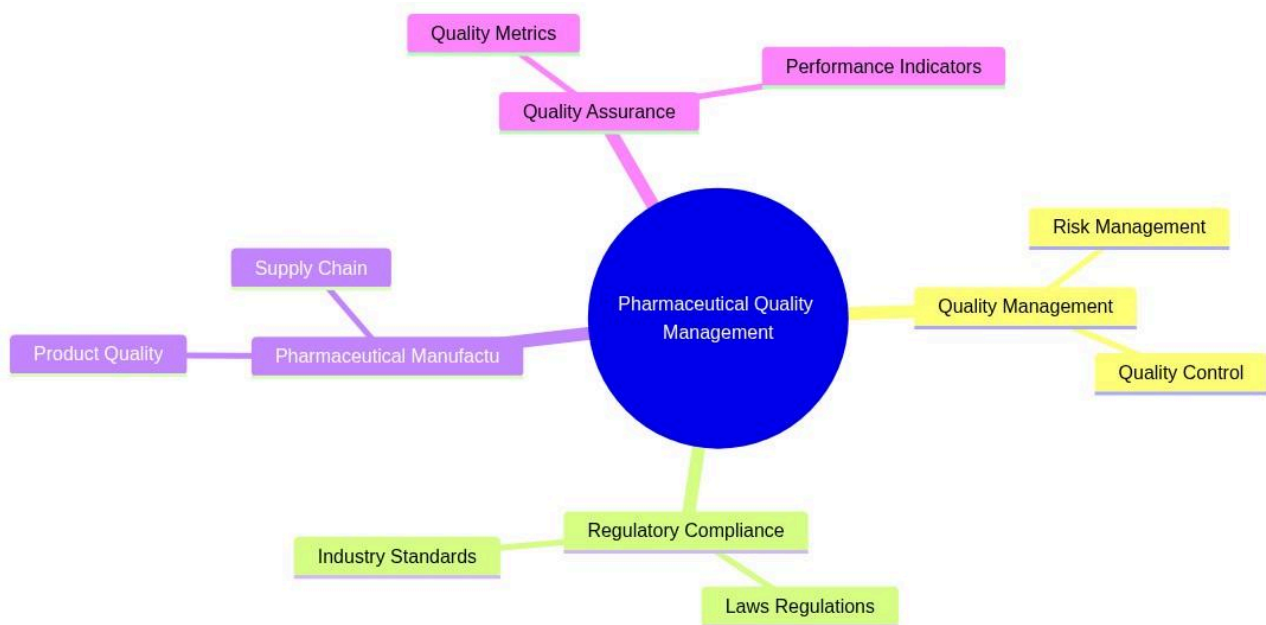 Quality Metrics
Performance Indicators
Quality Assurance
Risk Management
Supply Chain
Pharmaceutical Quality
Management
Quality Management
Product Quality
Pharmaceutical Manufactu
Quality Control
Regulatory Compliance
Industry Standards
Laws Regulations